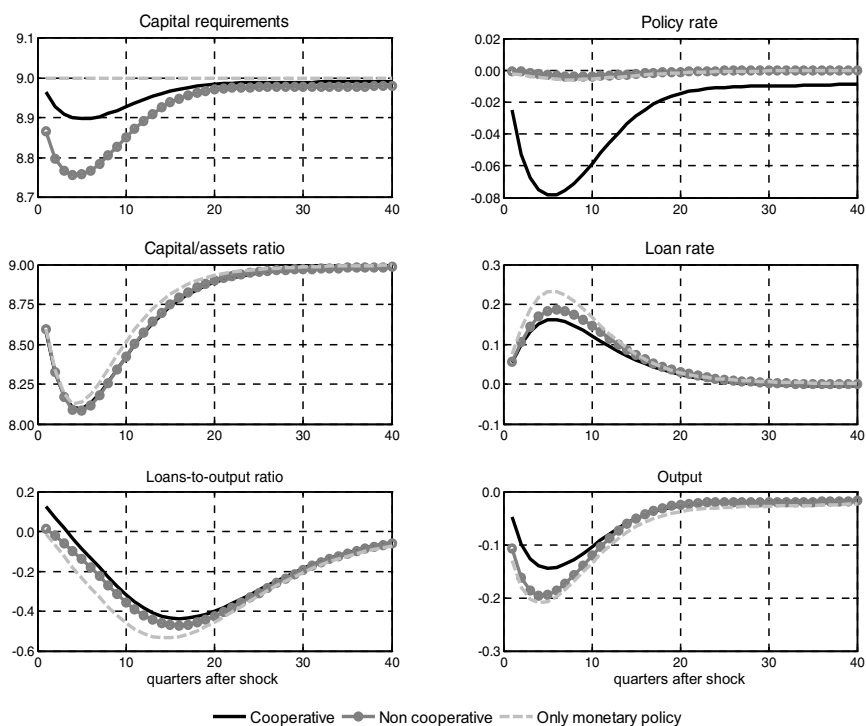 Capital requirements
9.1
9.0
8.9
8.8
8.7
0 10 20 30 40
Policy rate
0.02
0.00
-0.02
-0.04
-0.06
-0.08
0 10 20 30 40
Capital/assets ratio
9.00
8.75
8.50
8.25
8.00
0 10 20 30 40
Loan rate
0.3
0.2
0.1
0.0
-0.1
0 10 20 30 40
Loans-to-output ratio
0.2
0.0
-0.2
-0.4
-0.6
0 10 20 30 40
quarters after shock
Output
0.0
-0.1
-0.2
-0.3
0 10 20 30 40
quarters after shock
Cooperative Non cooperative Only monetary policy